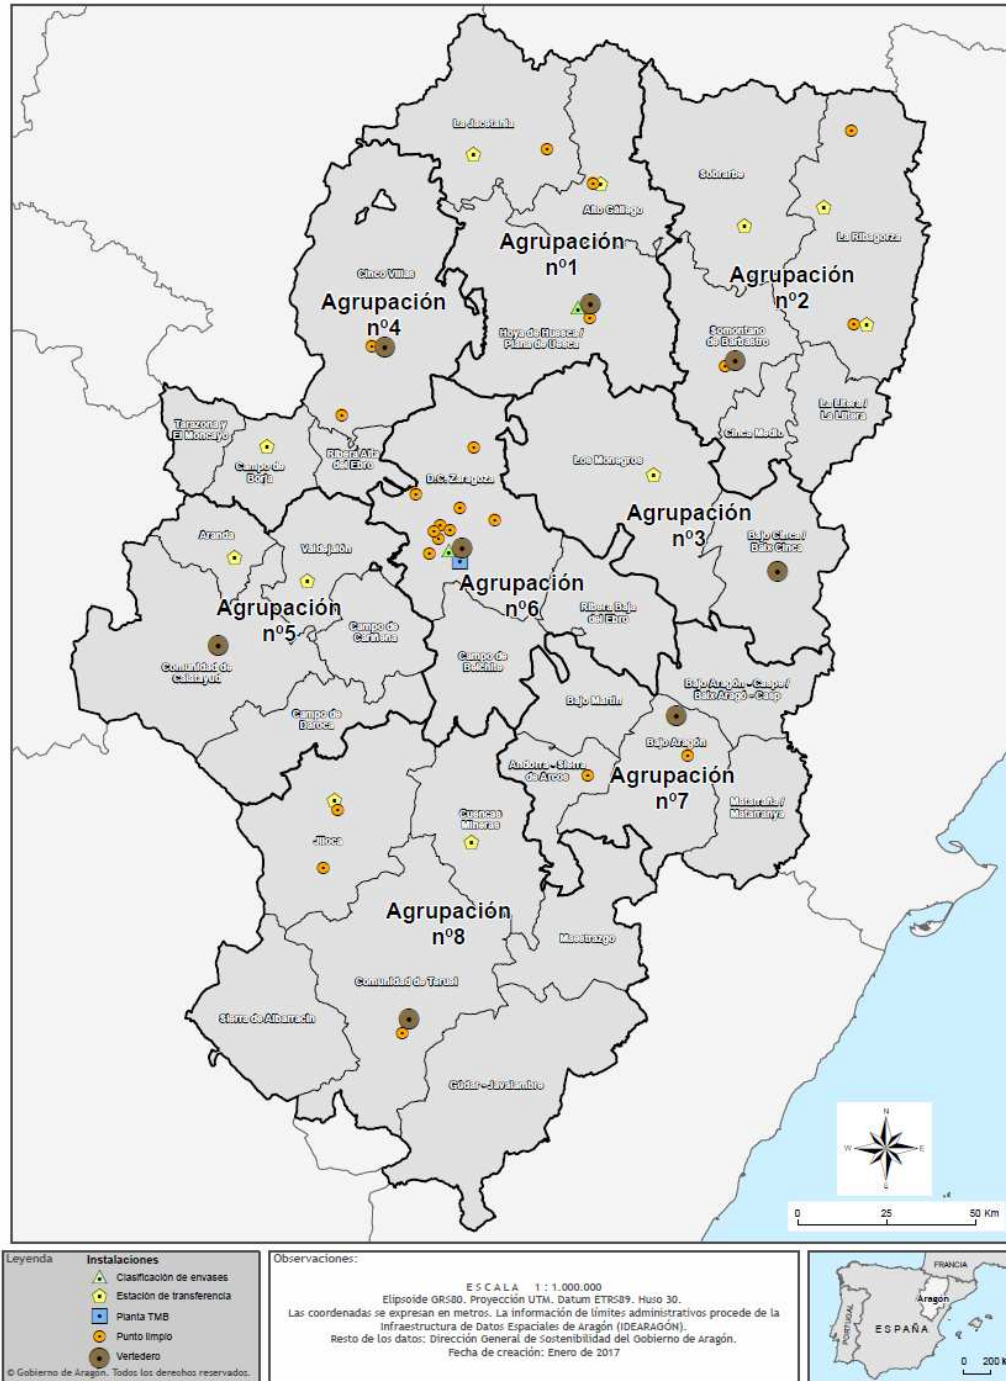 La Jacetania
Sobrarbe
Alto Gállego
La Ribagorza
Agrupación
nº1
Agrupación
nº2
Cinco Villas
Agrupación
nº4
Hoya de Huesca /
Plana de Uesca
Somontano
de Barbastro
La Litera /
La Llitera
Cinca Medio
Tarazona y
El Moncayo
Campo de
Borja
Ribera Alta
del Ebro
D.C. Zaragoza
Los Monegros
Agrupación
nº3
Bajo Cinca /
Baix Cinca
Aranda
Valdejalón
Agrupación
nº5
Agrupación
nº6
Ribera Baja
del Ebro
Campo de
Cariñena
Comunidad de
Calatayud
Campo de
Belchite
Bajo Aragón - Caspe /
Baix Aragó - Casp
Bajo Martín
Campo de
Daroca
Bajo Aragón
Andorra - Sierra
de Arcos
Agrupación
nº7
Matarraña /
Matarranya
Cuencas
Mineras
Jiloca
Agrupación
nº8
Maestrazgo
Comunidad de Teruel
Sierra de Albarracín
Gúdar - Javalambre
N
W
E
S
0 25 50 Km
Leyenda
Instalaciones
Clasificación de envases
Estación de transferencia
Planta TMB
Punto limpio
Vertedero
© Gobierno de Aragón. Todos los derechos reservados.
Observaciones:
ESCALA 1:1.000.000
Elipsoide GRS80. Proyección UTM. Datum ETRS89. Huso 30.
Las coordenadas se expresan en metros. La información de límites administrativos procede de la
Infraestructura de Datos Espaciales de Aragón (IDEARAGÓN).
Resto de los datos: Dirección General de Sostenibilidad del Gobierno de Aragón.
Fecha de creación: Enero de 2017
FRANCIA
Aragón
PORTUGAL
ESPAÑA
0 200 k